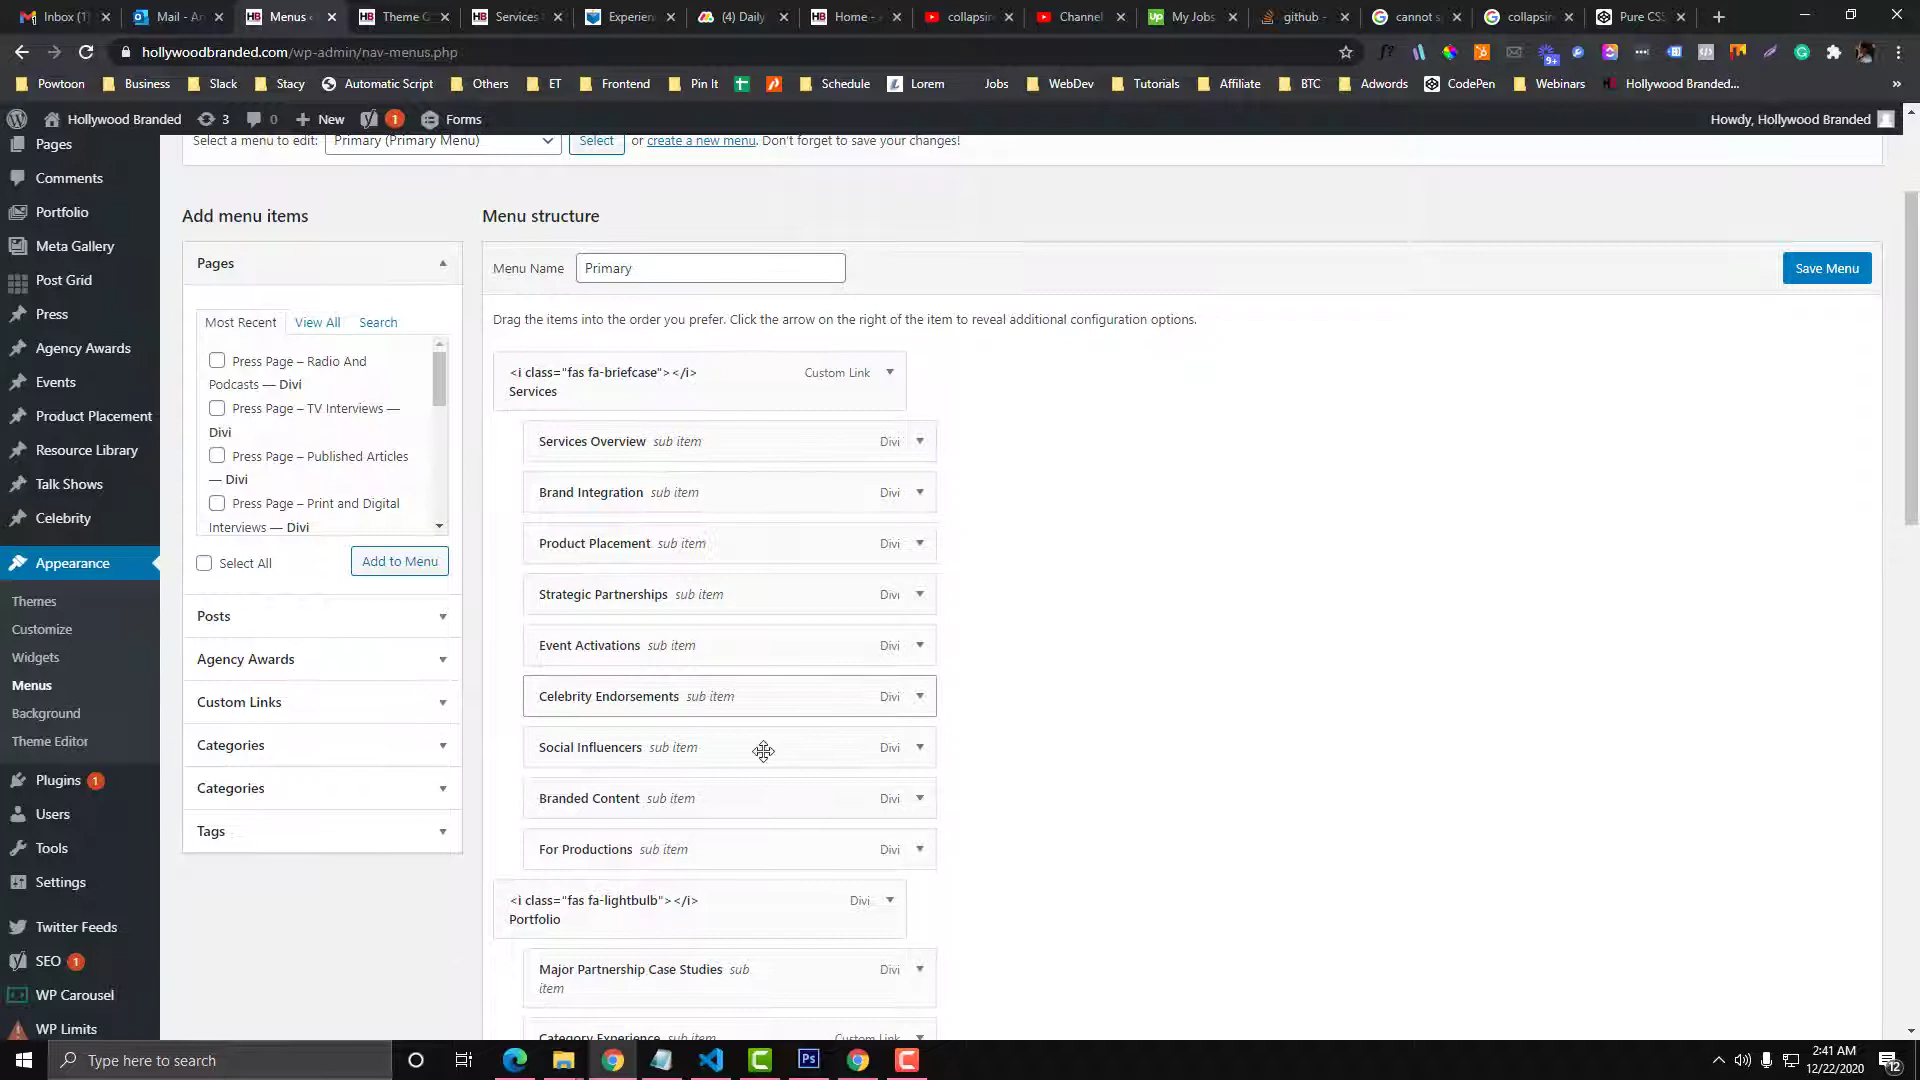 Inbox (1)
Mail - An
Menus ‹
Theme G
Services
Experien
(4) Daily
Home -
collapsin
Channel
My Jobs
github -
cannot s
collapsin
Pure CSS
hollywoodbranded.com/wp-admin/nav-menus.php
9+
Powtoon
Business
Slack
Stacy
Automatic Script
Others
ET
Frontend
Pin It
Schedule
Lorem
Jobs
WebDev
Tutorials
Affiliate
BTC
Adwords
CodePen
Webinars
Hollywood Branded...
»
Hollywood Branded
3
0
New
1
Forms
Howdy, Hollywood Branded
Pages
Comments
Portfolio
Meta Gallery
Post Grid
Press
Agency Awards
Events
Product Placement
Resource Library
Talk Shows
Celebrity
Appearance
Themes
Customize
Widgets
Menus
Background
Theme Editor
Plugins 1
Users
Tools
Settings
Twitter Feeds
SEO 1
WP Carousel
WP Limits
Select a menu to edit: Primary (Primary Menu) Select or create a new menu. Don't forget to save your changes!
Add menu items
Pages
Most Recent View All Search
Press Page – Radio And
Podcasts — Divi
Press Page – TV Interviews —
Divi
Press Page – Published Articles
— Divi
Press Page – Print and Digital
Interviews — Divi
Select All
Add to Menu
Posts
Agency Awards
Custom Links
Categories
Categories
Tags
Menu structure
Menu Name Primary
Save Menu
Drag the items into the order you prefer. Click the arrow on the right of the item to reveal additional configuration options.
<i class="fas fa-briefcase"></i> Custom Link
Services
Services Overview sub item Divi
Brand Integration sub item Divi
Product Placement sub item Divi
Strategic Partnerships sub item Divi
Event Activations sub item Divi
Celebrity Endorsements sub item Divi
Social Influencers sub item Divi
Branded Content sub item Divi
For Productions sub item Divi
<i class="fas fa-lightbulb"></i> Divi
Portfolio
Major Partnership Case Studies sub Divi
item
Category Experience sub item Custom Link
Type here to search
Ps
2:41 AM
12/22/2020
12